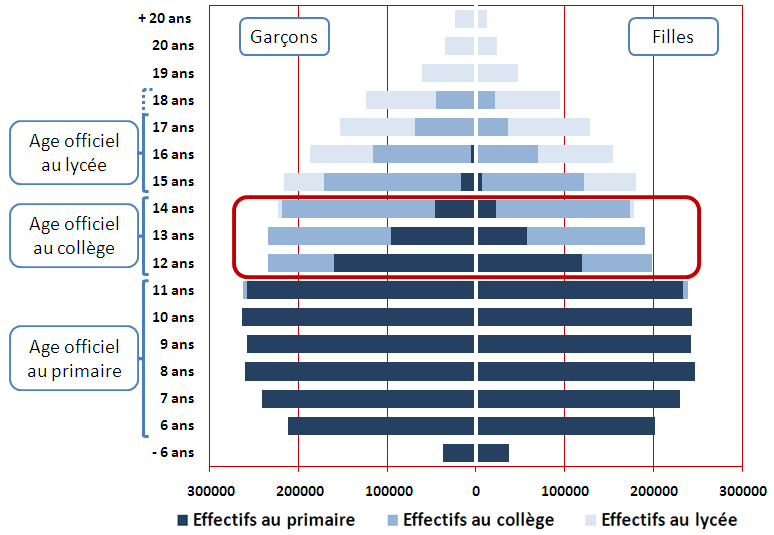 Garçons
Filles
+ 20 ans
20 ans
19 ans
18 ans
17 ans
16 ans
15 ans
14 ans
13 ans
12 ans
11 ans
10 ans
9 ans
8 ans
7 ans
6 ans
- 6 ans
Age officiel
au lycée
Age officiel
au collège
Age officiel
au primaire
300000 200000 100000 0 100000 200000 300000
Effectifs au primaire Effectifs au collège Effectifs au lycée